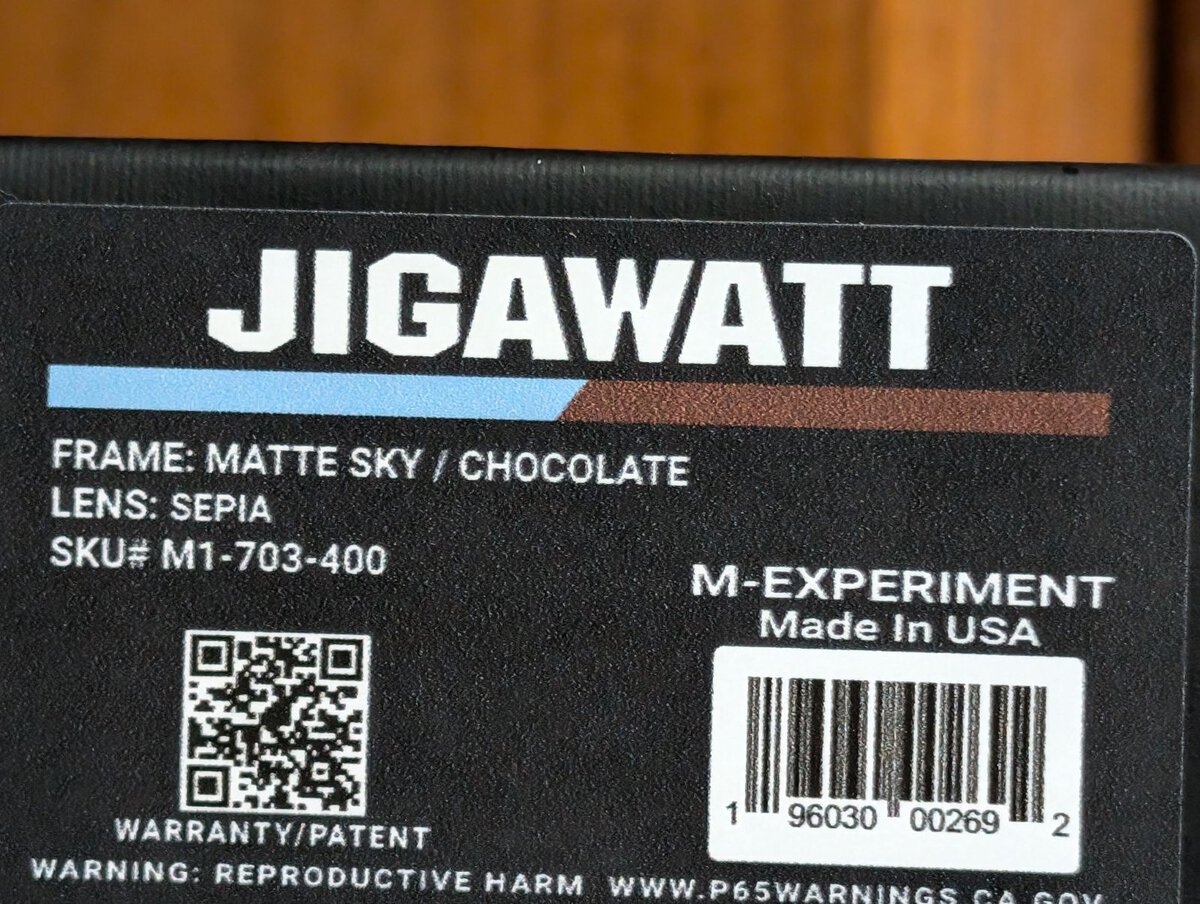 JIGAWATT
FRAME: MATTE SKY / CHOCOLATE
LENS: SEPIA
SKU# M1-703-400
M-EXPERIMENT
Made In USA
1 96030 00269 2
WARRANTY/PATENT
WARNING: REPRODUCTIVE HARM WWW.P65WARNINGS.CA.GOV